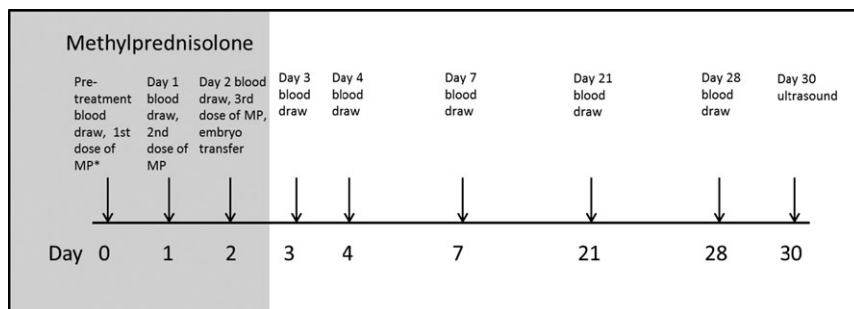 Methylprednisolone
Pre-
treatment
blood
draw, 1st
dose of
MP*
Day 1
blood
draw,
2nd
dose of
MP
Day 2 blood
draw, 3rd
dose of MP,
embryo
transfer
Day 3
blood
draw
Day 4
blood
draw
Day 7
blood
draw
Day 21
blood
draw
Day 28
blood
draw
Day 30
ultrasound
Day 0 1 2 3 4 7 21 28 30